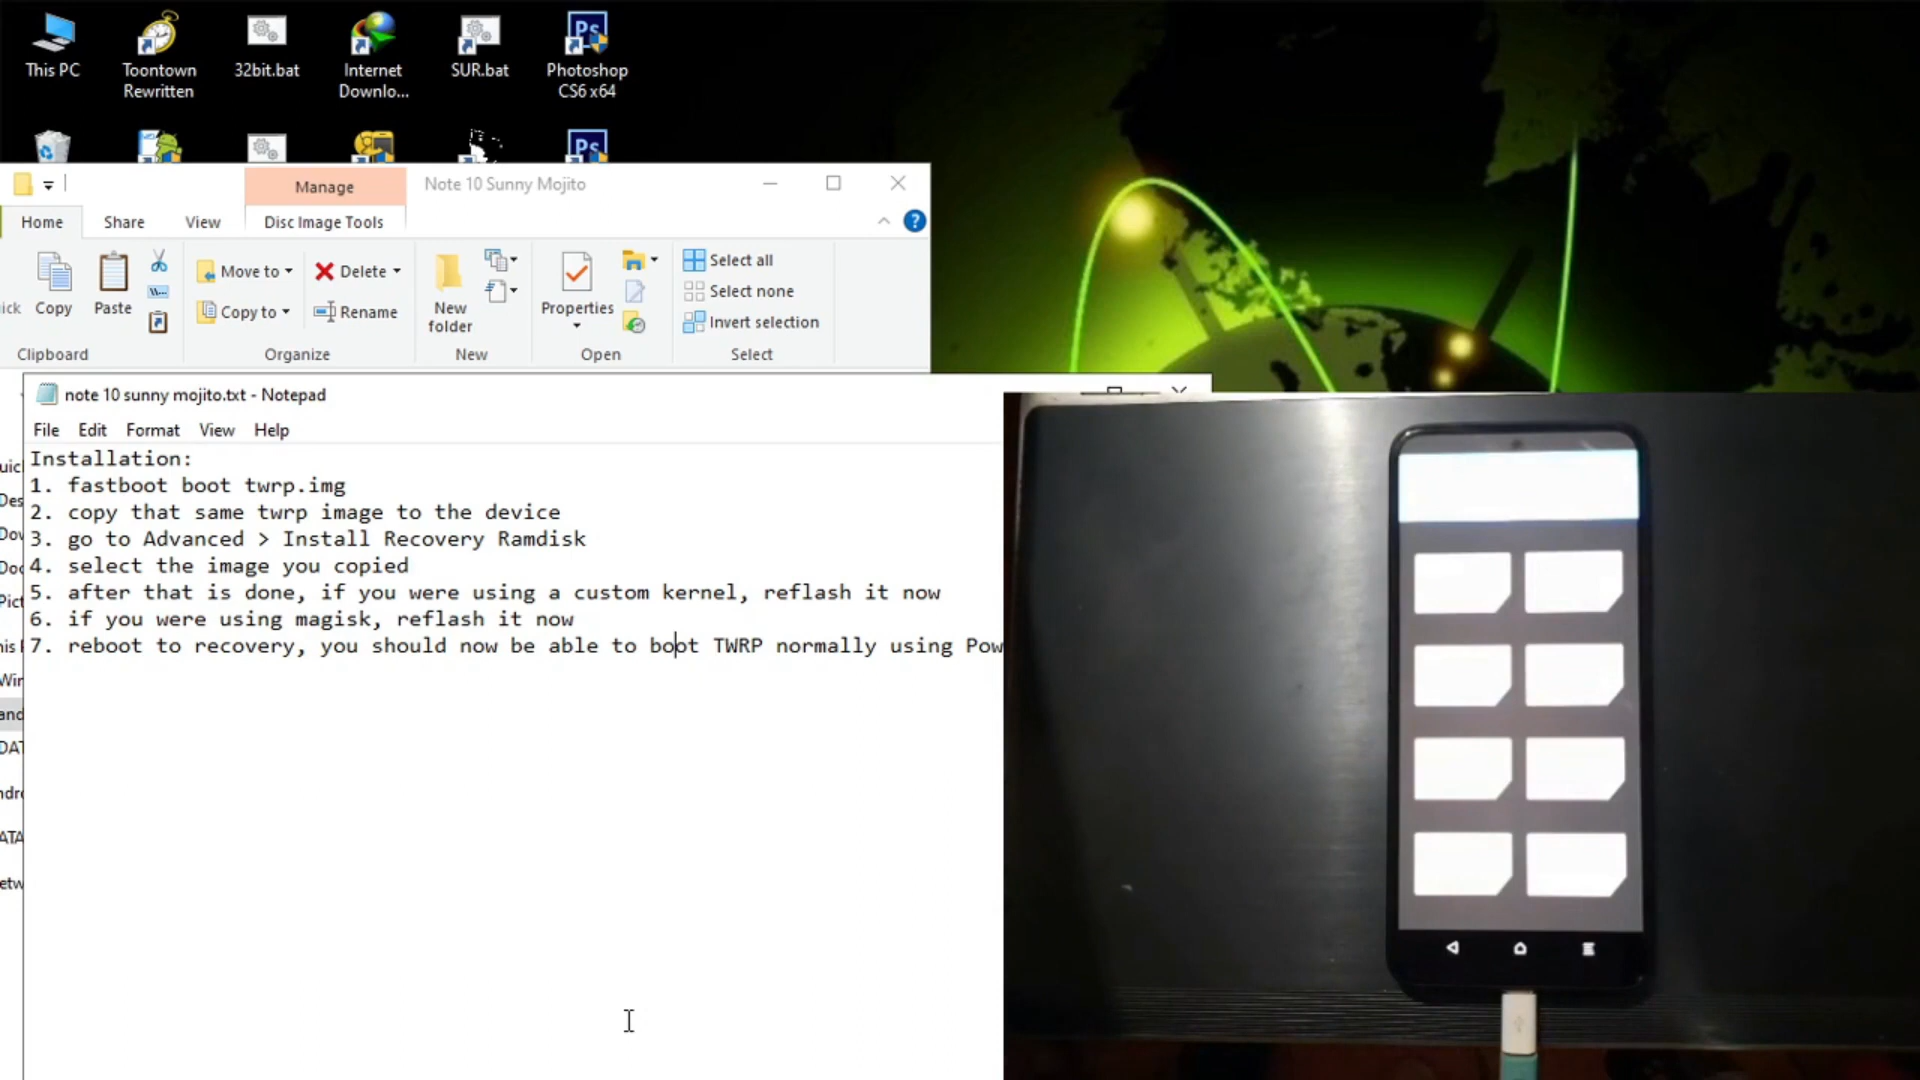 This PC
Toontown
Rewritten
32bit.bat
Internet
Downlo...
SUR.bat
Photoshop
CS6 x64
Ps
Ps
Manage
Note 10 Sunny Mojito
Home
Share
View
Disc Image Tools
?
ick
Copy
Paste
Move to
Copy to
Delete
Rename
New
folder
Properties
Select all
Select none
Invert selection
Clipboard
Organize
New
Open
Select
note 10 sunny mojito.txt - Notepad
File
Edit
Format
View
Help
Installation:
1. fastboot boot twrp.img
2. copy that same twrp image to the device
3. go to Advanced > Install Recovery Ramdisk
4. select the image you copied
5. after that is done, if you were using a custom kernel, reflash it now
6. if you were using magisk, reflash it now
7. reboot to recovery, you should now be able to boot TWRP normally using Pow